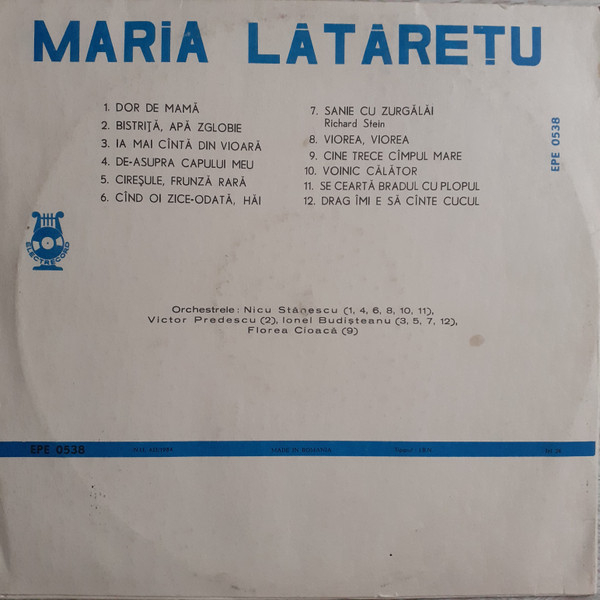 MARIA LĂTĂREȚU
1. DOR DE MAMĂ
2. BISTRIȚĂ, APĂ ZGLOBIE
3. IA MAI CÎNTĂ DIN VIOARĂ
4. DE-ASUPRA CAPULUI MEU
5. CIREȘULE, FRUNZĂ RARĂ
6. CÎND OI ZICE-ODATĂ, HĂI
7. SANIE CU ZURGĂLĂI
Richard Stein
8. VIOREA, VIOREA
9. CINE TRECE CÎMPUL MARE
10. VOINIC CĂLĂTOR
11. SE CEARTĂ BRADUL CU PLOPUL
12. DRAG ÎMI E SĂ CÎNTE CUCUL
EPE 0538
ELECTRECORD
Orchestrele: Nicu Stănescu (1, 4, 6, 8, 10, 11),
Victor Predescu (2), Ionel Budișteanu (3, 5, 7, 12),
Florea Cioacă (9)
EPE 0538 MADE IN ROMANIA